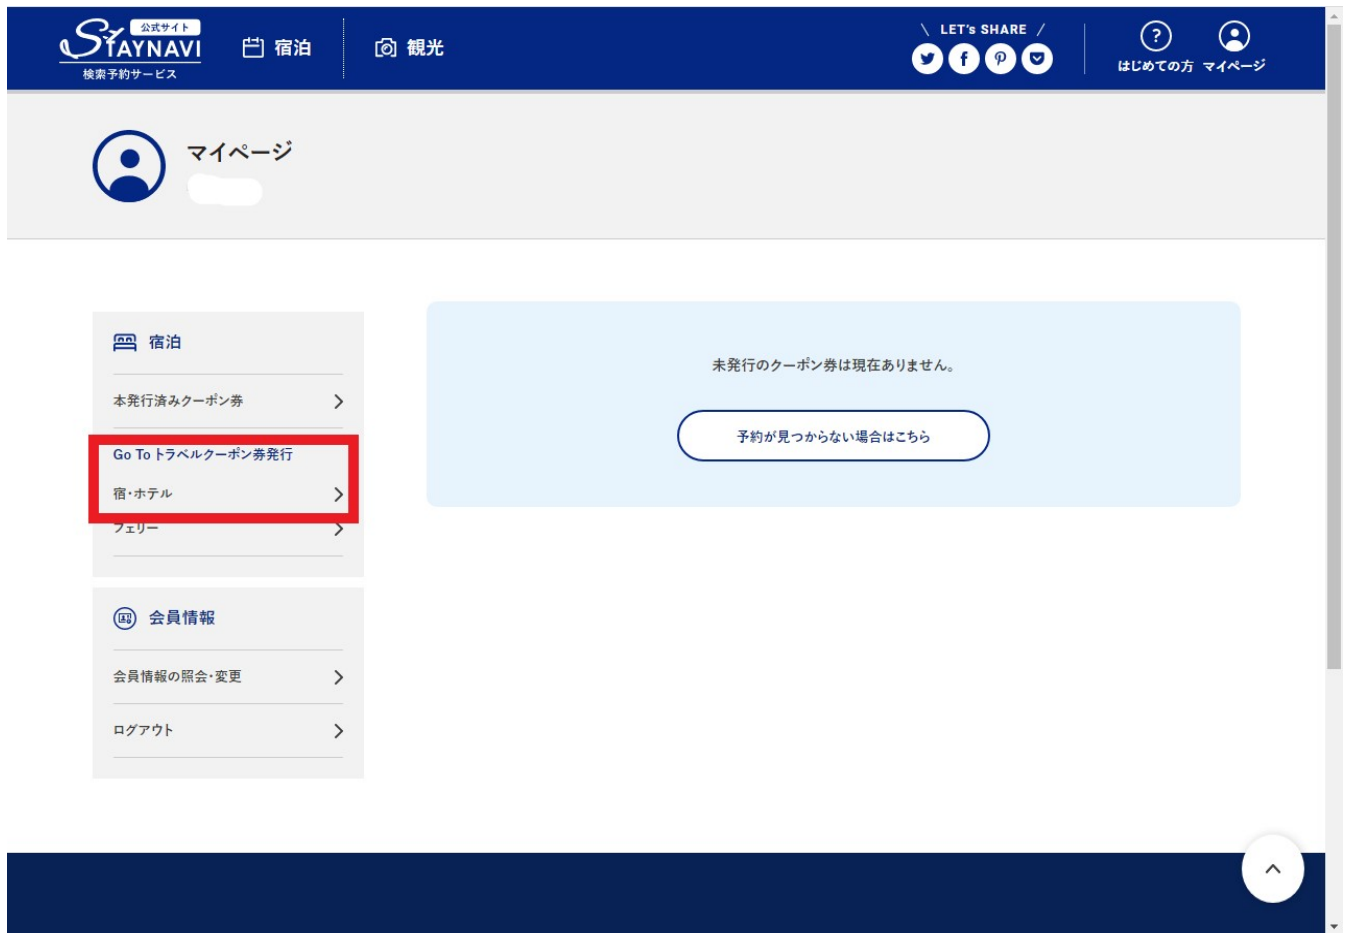 公式サイト
STAYNAVI
検索予約サービス
宿泊
観光
\ LET's SHARE /
はじめての方
マイページ
マイページ
宿泊
本発行済みクーポン券
Go To トラベルクーポン券発行
宿・ホテル
フェリー
会員情報
会員情報の照会・変更
ログアウト
未発行のクーポン券は現在ありません。
予約が見つからない場合はこちら